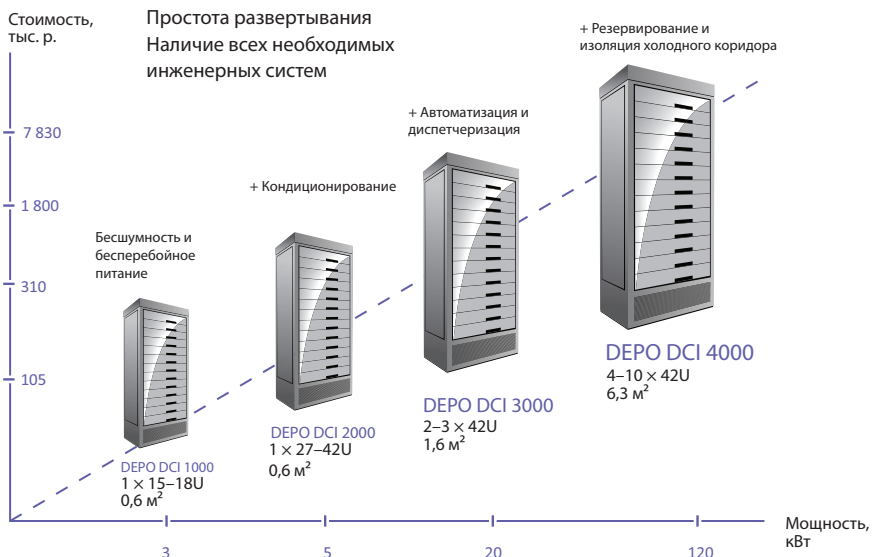 Стоимость,
тыс. р.
Простота развертывания
Наличие всех необходимых
инженерных систем
+ Резервирование и
изоляция холодного коридора
+ Автоматизация и
диспетчеризация
7 830
+ Кондиционирование
1 800
Бесшумность и
бесперебойное
питание
310
105
DEPO DCI 4000
4–10 × 42U
6,3 м²
DEPO DCI 3000
2–3 × 42U
1,6 м²
DEPO DCI 2000
1 × 27–42U
0,6 м²
DEPO DCI 1000
1 × 15–18U
0,6 м²
Мощность,
кВт
3
5
20
120